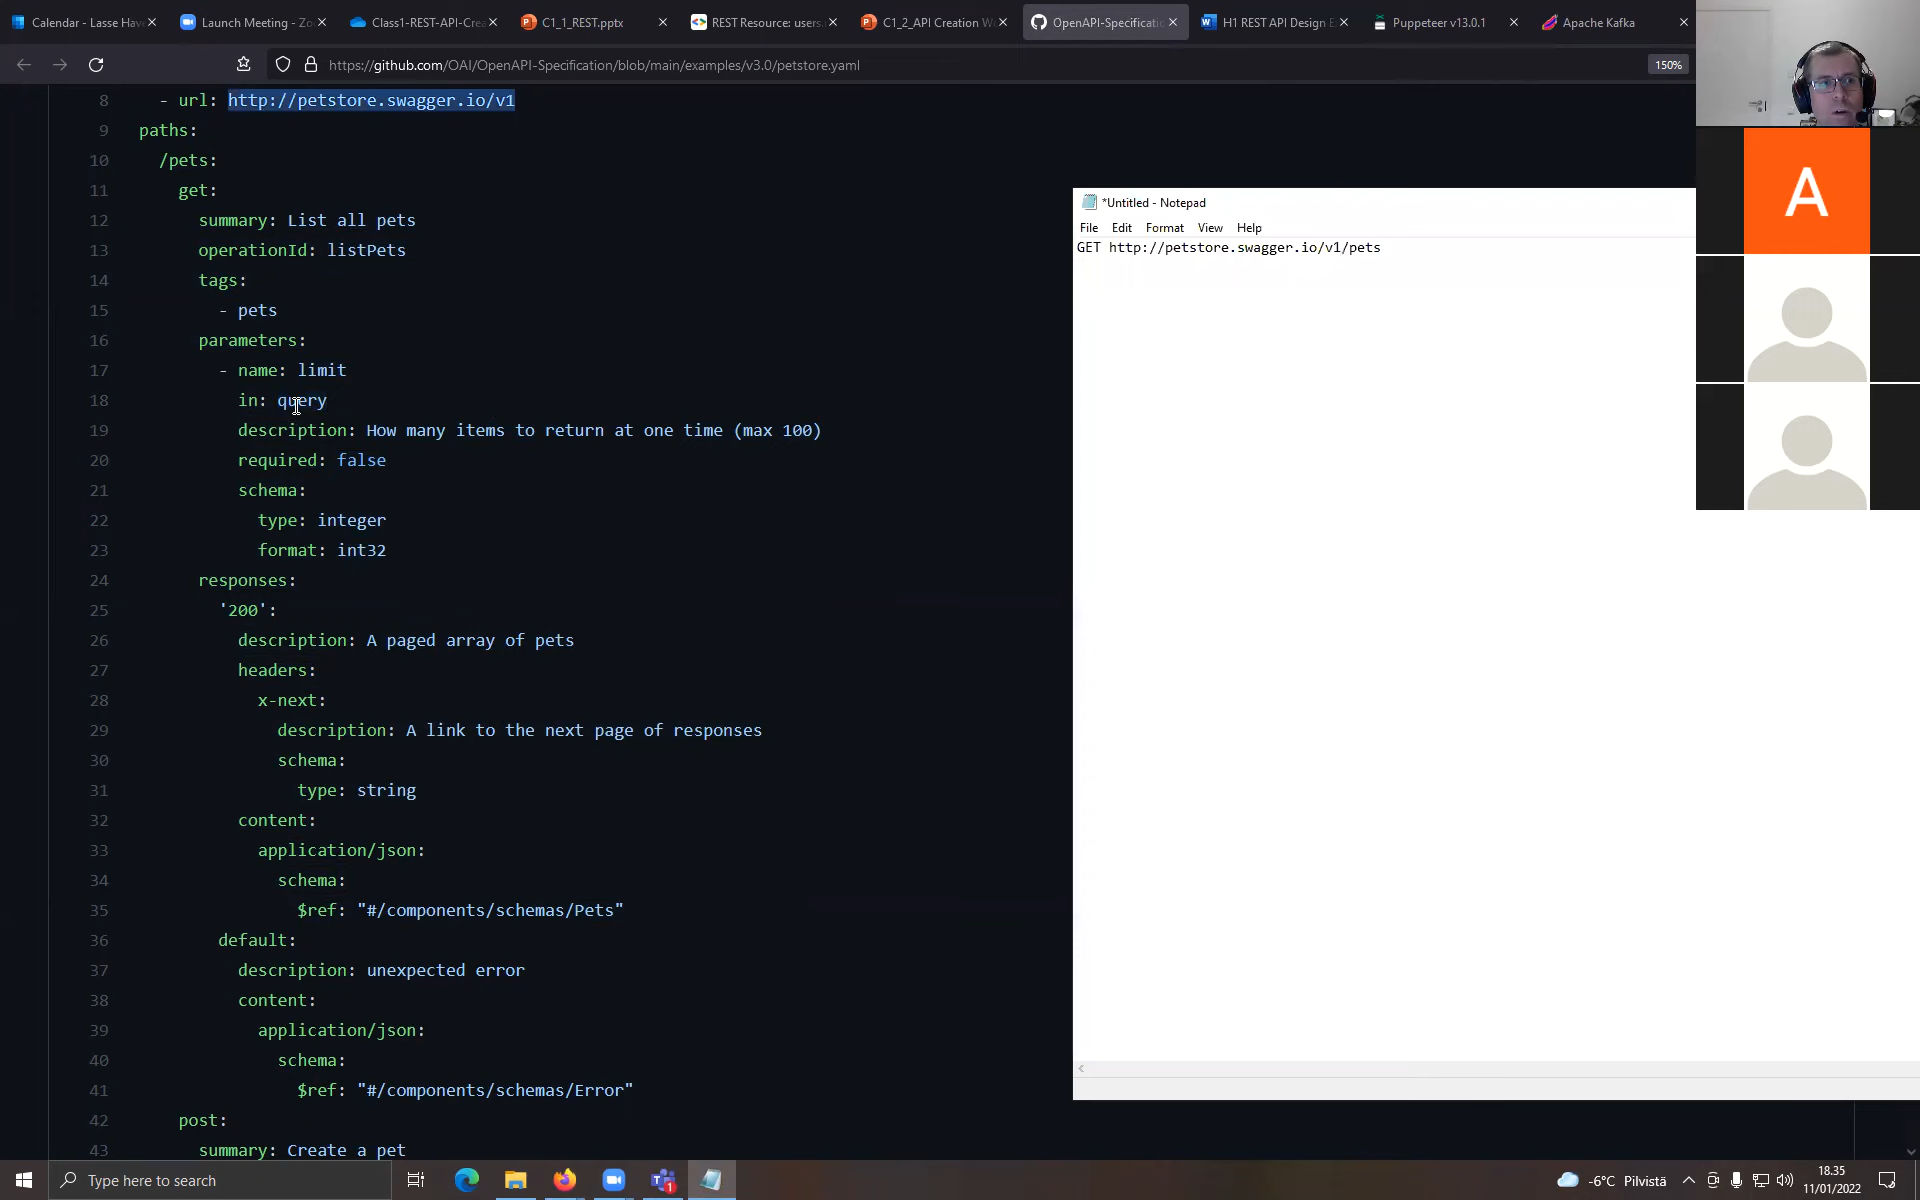 Calendar - Lasse Hav
Launch Meeting - Zo
Class1-REST-API-Crea
C1_1_REST.pptx
REST Resource: users.
C1_2_API Creation W
OpenAPI-Specificati
H1 REST API Design E
Puppeteer v13.0.1
Apache Kafka
https://github.com/OAI/OpenAPI-Specification/blob/main/examples/v3.0/petstore.yaml
150%
8 - url: http://petstore.swagger.io/v1
9 paths:
10 /pets:
11 get:
12 summary: List all pets
13 operationId: listPets
14 tags:
15 - pets
16 parameters:
17 - name: limit
18 in: query
19 description: How many items to return at one time (max 100)
20 required: false
21 schema:
22 type: integer
23 format: int32
24 responses:
25 '200':
26 description: A paged array of pets
27 headers:
28 x-next:
29 description: A link to the next page of responses
30 schema:
31 type: string
32 content:
33 application/json:
34 schema:
35 $ref: "#/components/schemas/Pets"
36 default:
37 description: unexpected error
38 content:
39 application/json:
40 schema:
41 $ref: "#/components/schemas/Error"
42 post:
43 summary: Create a pet
*Untitled - Notepad
File Edit Format View Help
GET http://petstore.swagger.io/v1/pets
A
Type here to search
1
-6°C Pilvistä
18.35
11/01/2022